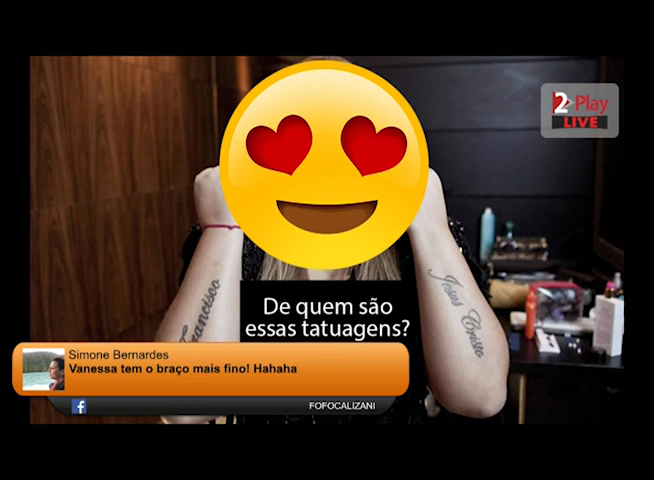 2 Play
LIVE
Francisco
Jesus Cristo
De quem são
essas tatuagens?
Simone Bernardes
Vanessa tem o braço mais fino! Hahaha
f
FOFOCALIZANI